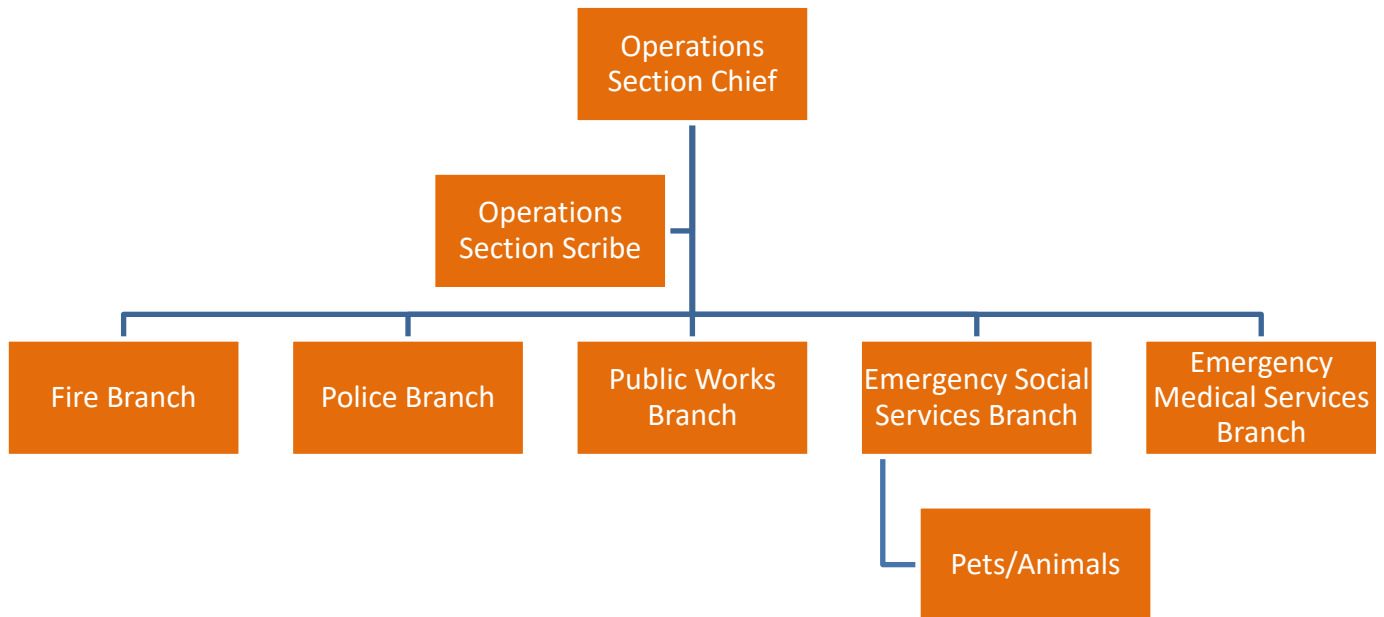 Operations
Section Chief
Operations
Section Scribe
Fire Branch
Police Branch
Public Works
Branch
Emergency Social
Services Branch
Emergency
Medical Services
Branch
Pets/Animals